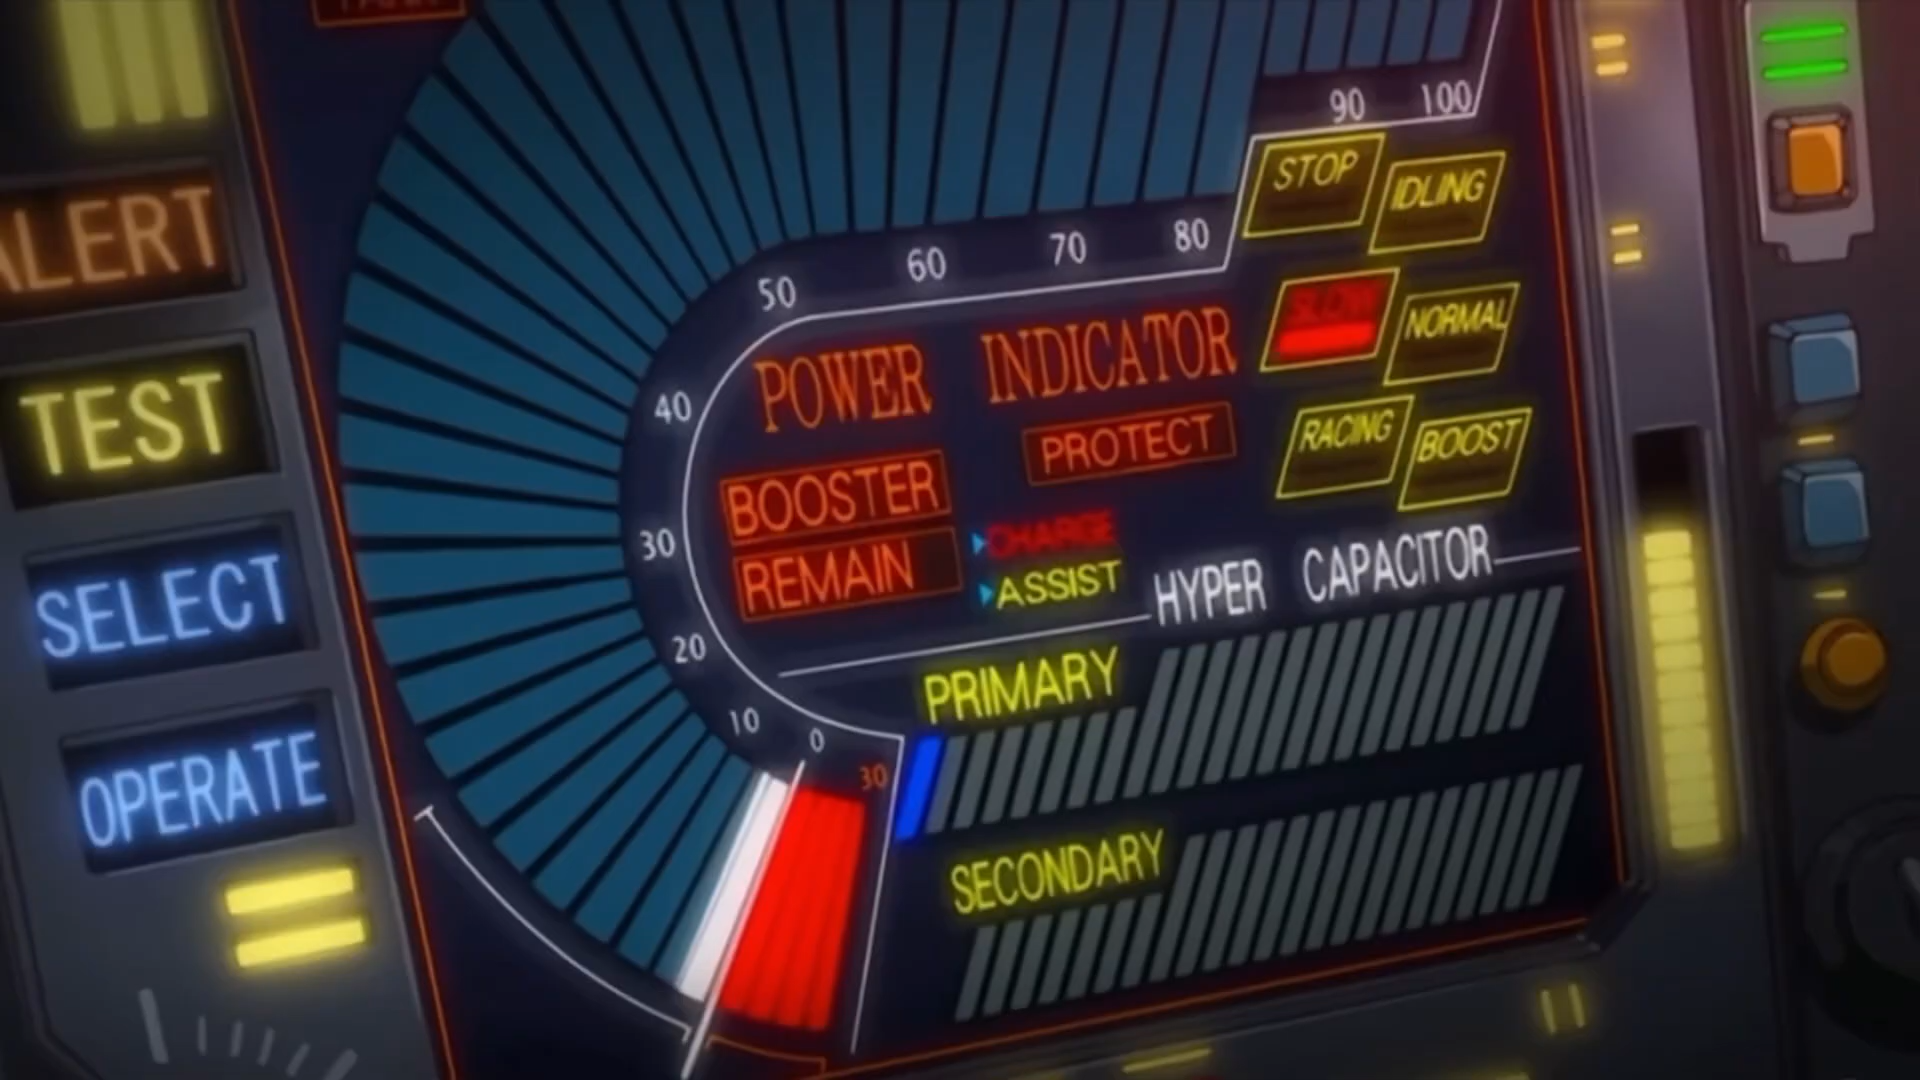 ALERT
TEST
SELECT
OPERATE
90 100
80
70
60
50
40
30
20
10
0
30
STOP
IDLING
SLOW
NORMAL
RACING
BOOST
POWER INDICATOR
PROTECT
BOOSTER
REMAIN
CHARGE
ASSIST
HYPER CAPACITOR
PRIMARY
SECONDARY